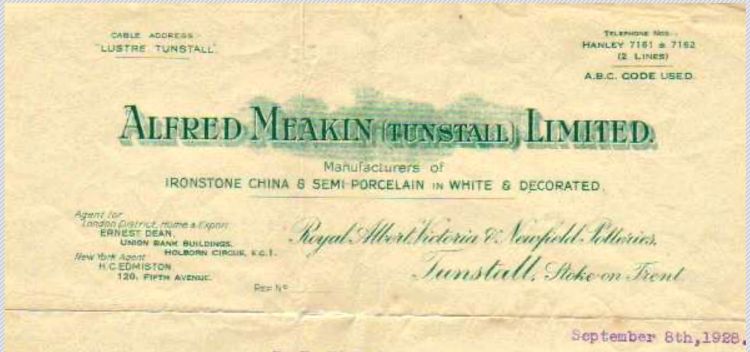 CABLE ADDRESS:-
"LUSTRE TUNSTALL".
TELEPHONE NOS:-
HANLEY 7161 & 7162
(2 LINES)
A.B.C. CODE USED.
ALFRED MEAKIN (TUNSTALL) LIMITED.
Manufacturers of
IRONSTONE CHINA & SEMI PORCELAIN IN WHITE & DECORATED.
Agent for
London District, Home & Export
ERNEST DEAN,
UNION BANK BUILDINGS,
HOLBORN CIRCUS, E.C.1.
New York Agent
H.C.EDMISTON
120, FIFTH AVENUE.
Royal Albert, Victoria & Newfield Potteries,
Tunstall, Stoke-on-Trent
REF Nº
September 8th,1928.